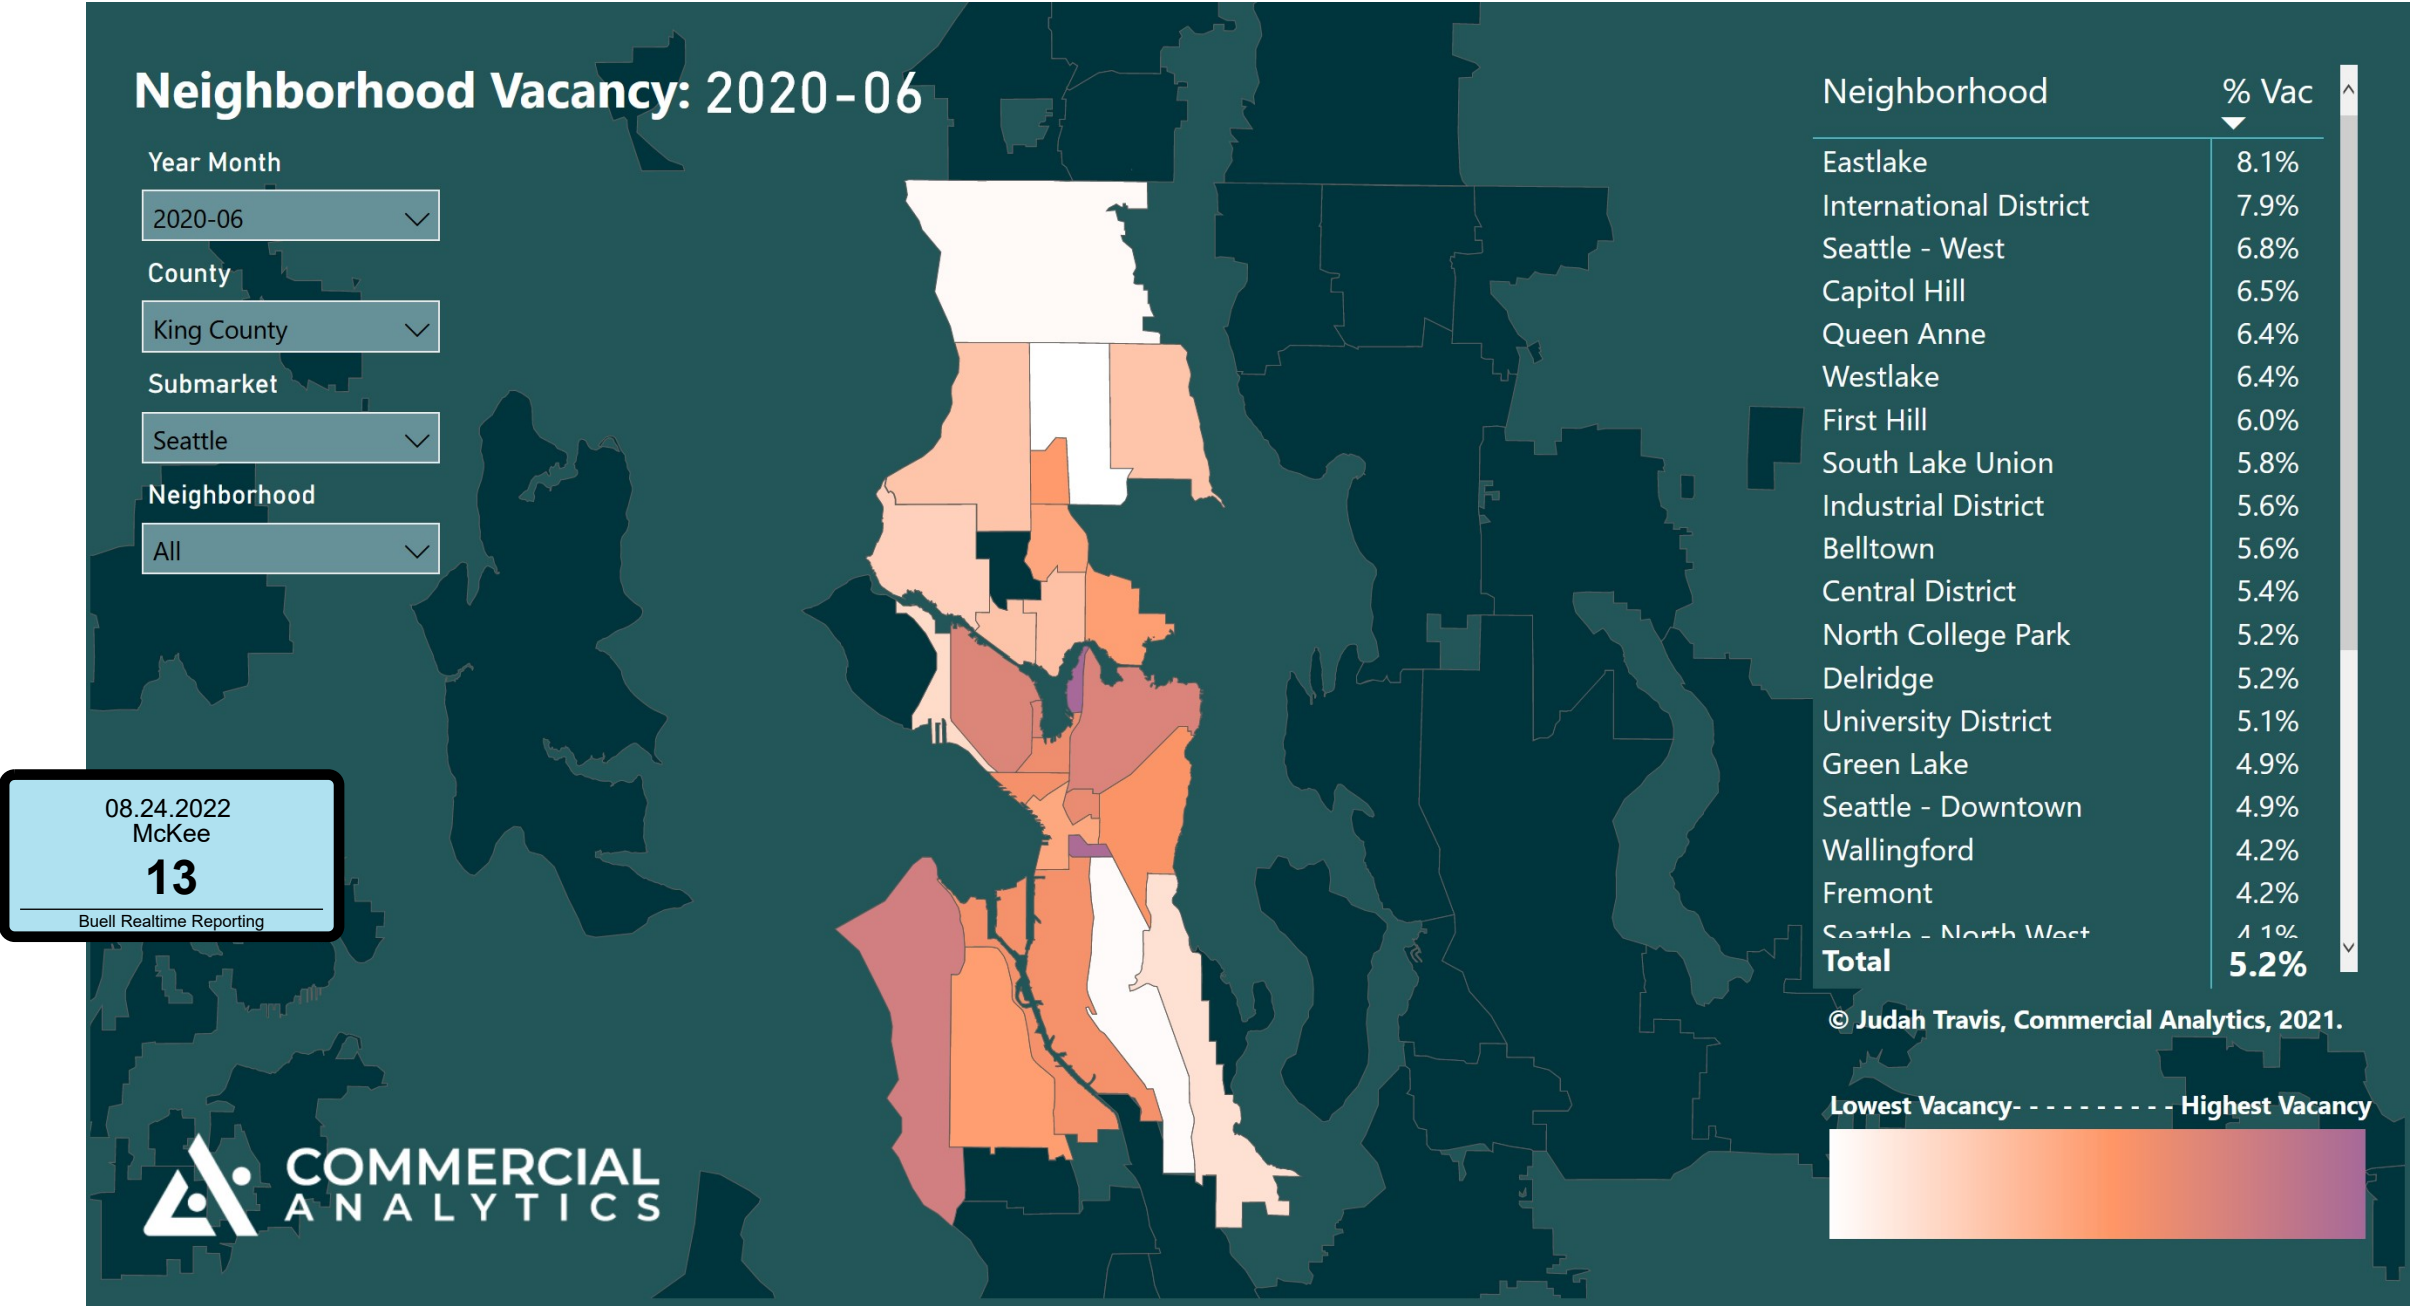 Neighborhood Vacancy: 2020-06
Year Month
2020-06
County
King County
Submarket
Seattle
Neighborhood
All
08.24.2022
McKee
13
Buell Realtime Reporting
COMMERCIAL
ANALYTICS
Neighborhood % Vac
Eastlake 8.1%
International District 7.9%
Seattle - West 6.8%
Capitol Hill 6.5%
Queen Anne 6.4%
Westlake 6.4%
First Hill 6.0%
South Lake Union 5.8%
Industrial District 5.6%
Belltown 5.6%
Central District 5.4%
North College Park 5.2%
Delridge 5.2%
University District 5.1%
Green Lake 4.9%
Seattle - Downtown 4.9%
Wallingford 4.2%
Fremont 4.2%
Seattle - North West 4.1%
Total 5.2%
© Judah Travis, Commercial Analytics, 2021.
Lowest Vacancy- - - - - - - - - - Highest Vacancy